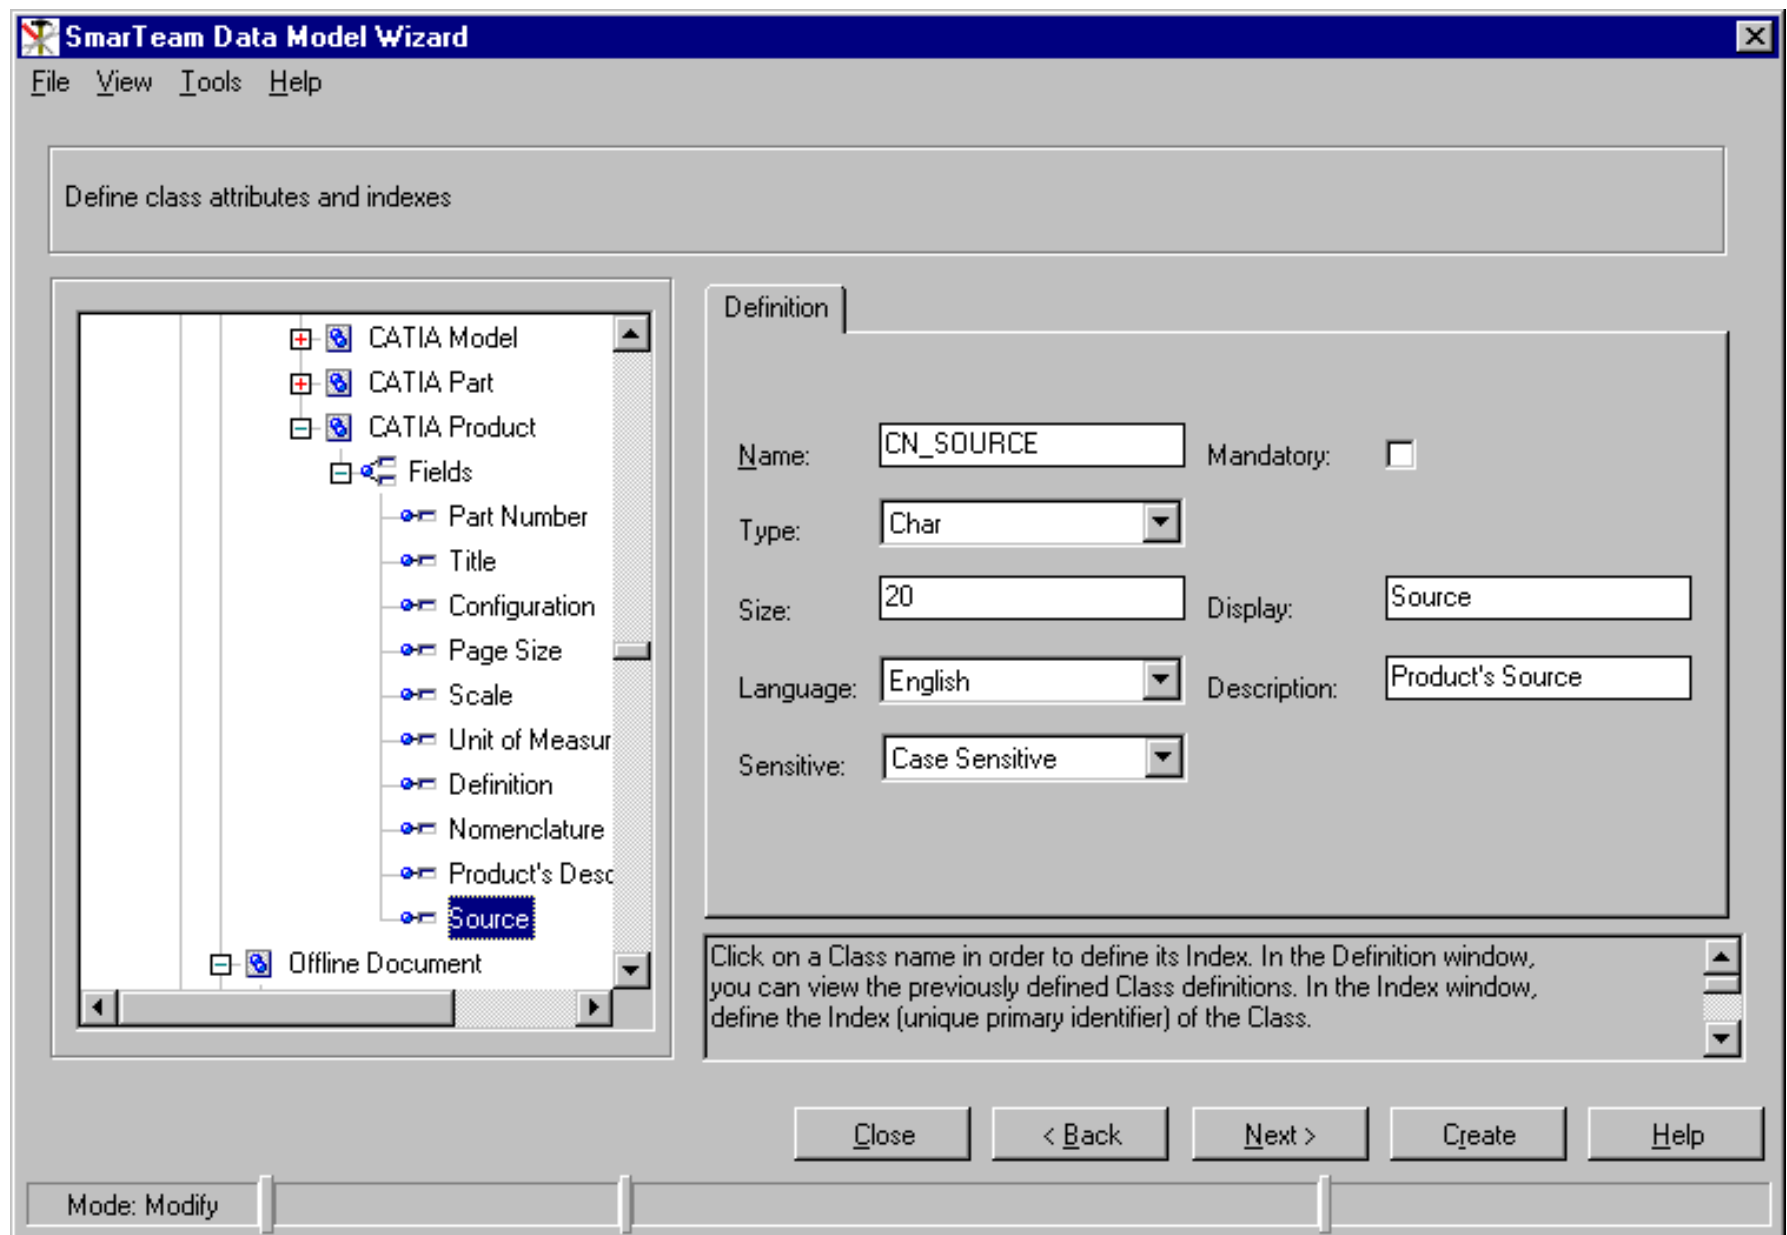 SmarTeam Data Model Wizard
File View Tools Help
Define class attributes and indexes
CATIA Model
CATIA Part
CATIA Product
Fields
Part Number
Title
Configuration
Page Size
Scale
Unit of Measur
Definition
Nomenclature
Product's Desc
Source
Offline Document
Definition
Name: CN_SOURCE Mandatory:
Type: Char
Size: 20 Display: Source
Language: English Description: Product's Source
Sensitive: Case Sensitive
Click on a Class name in order to define its Index. In the Definition window,
you can view the previously defined Class definitions. In the Index window,
define the Index (unique primary identifier) of the Class.
Close < Back Next > Create Help
Mode: Modify